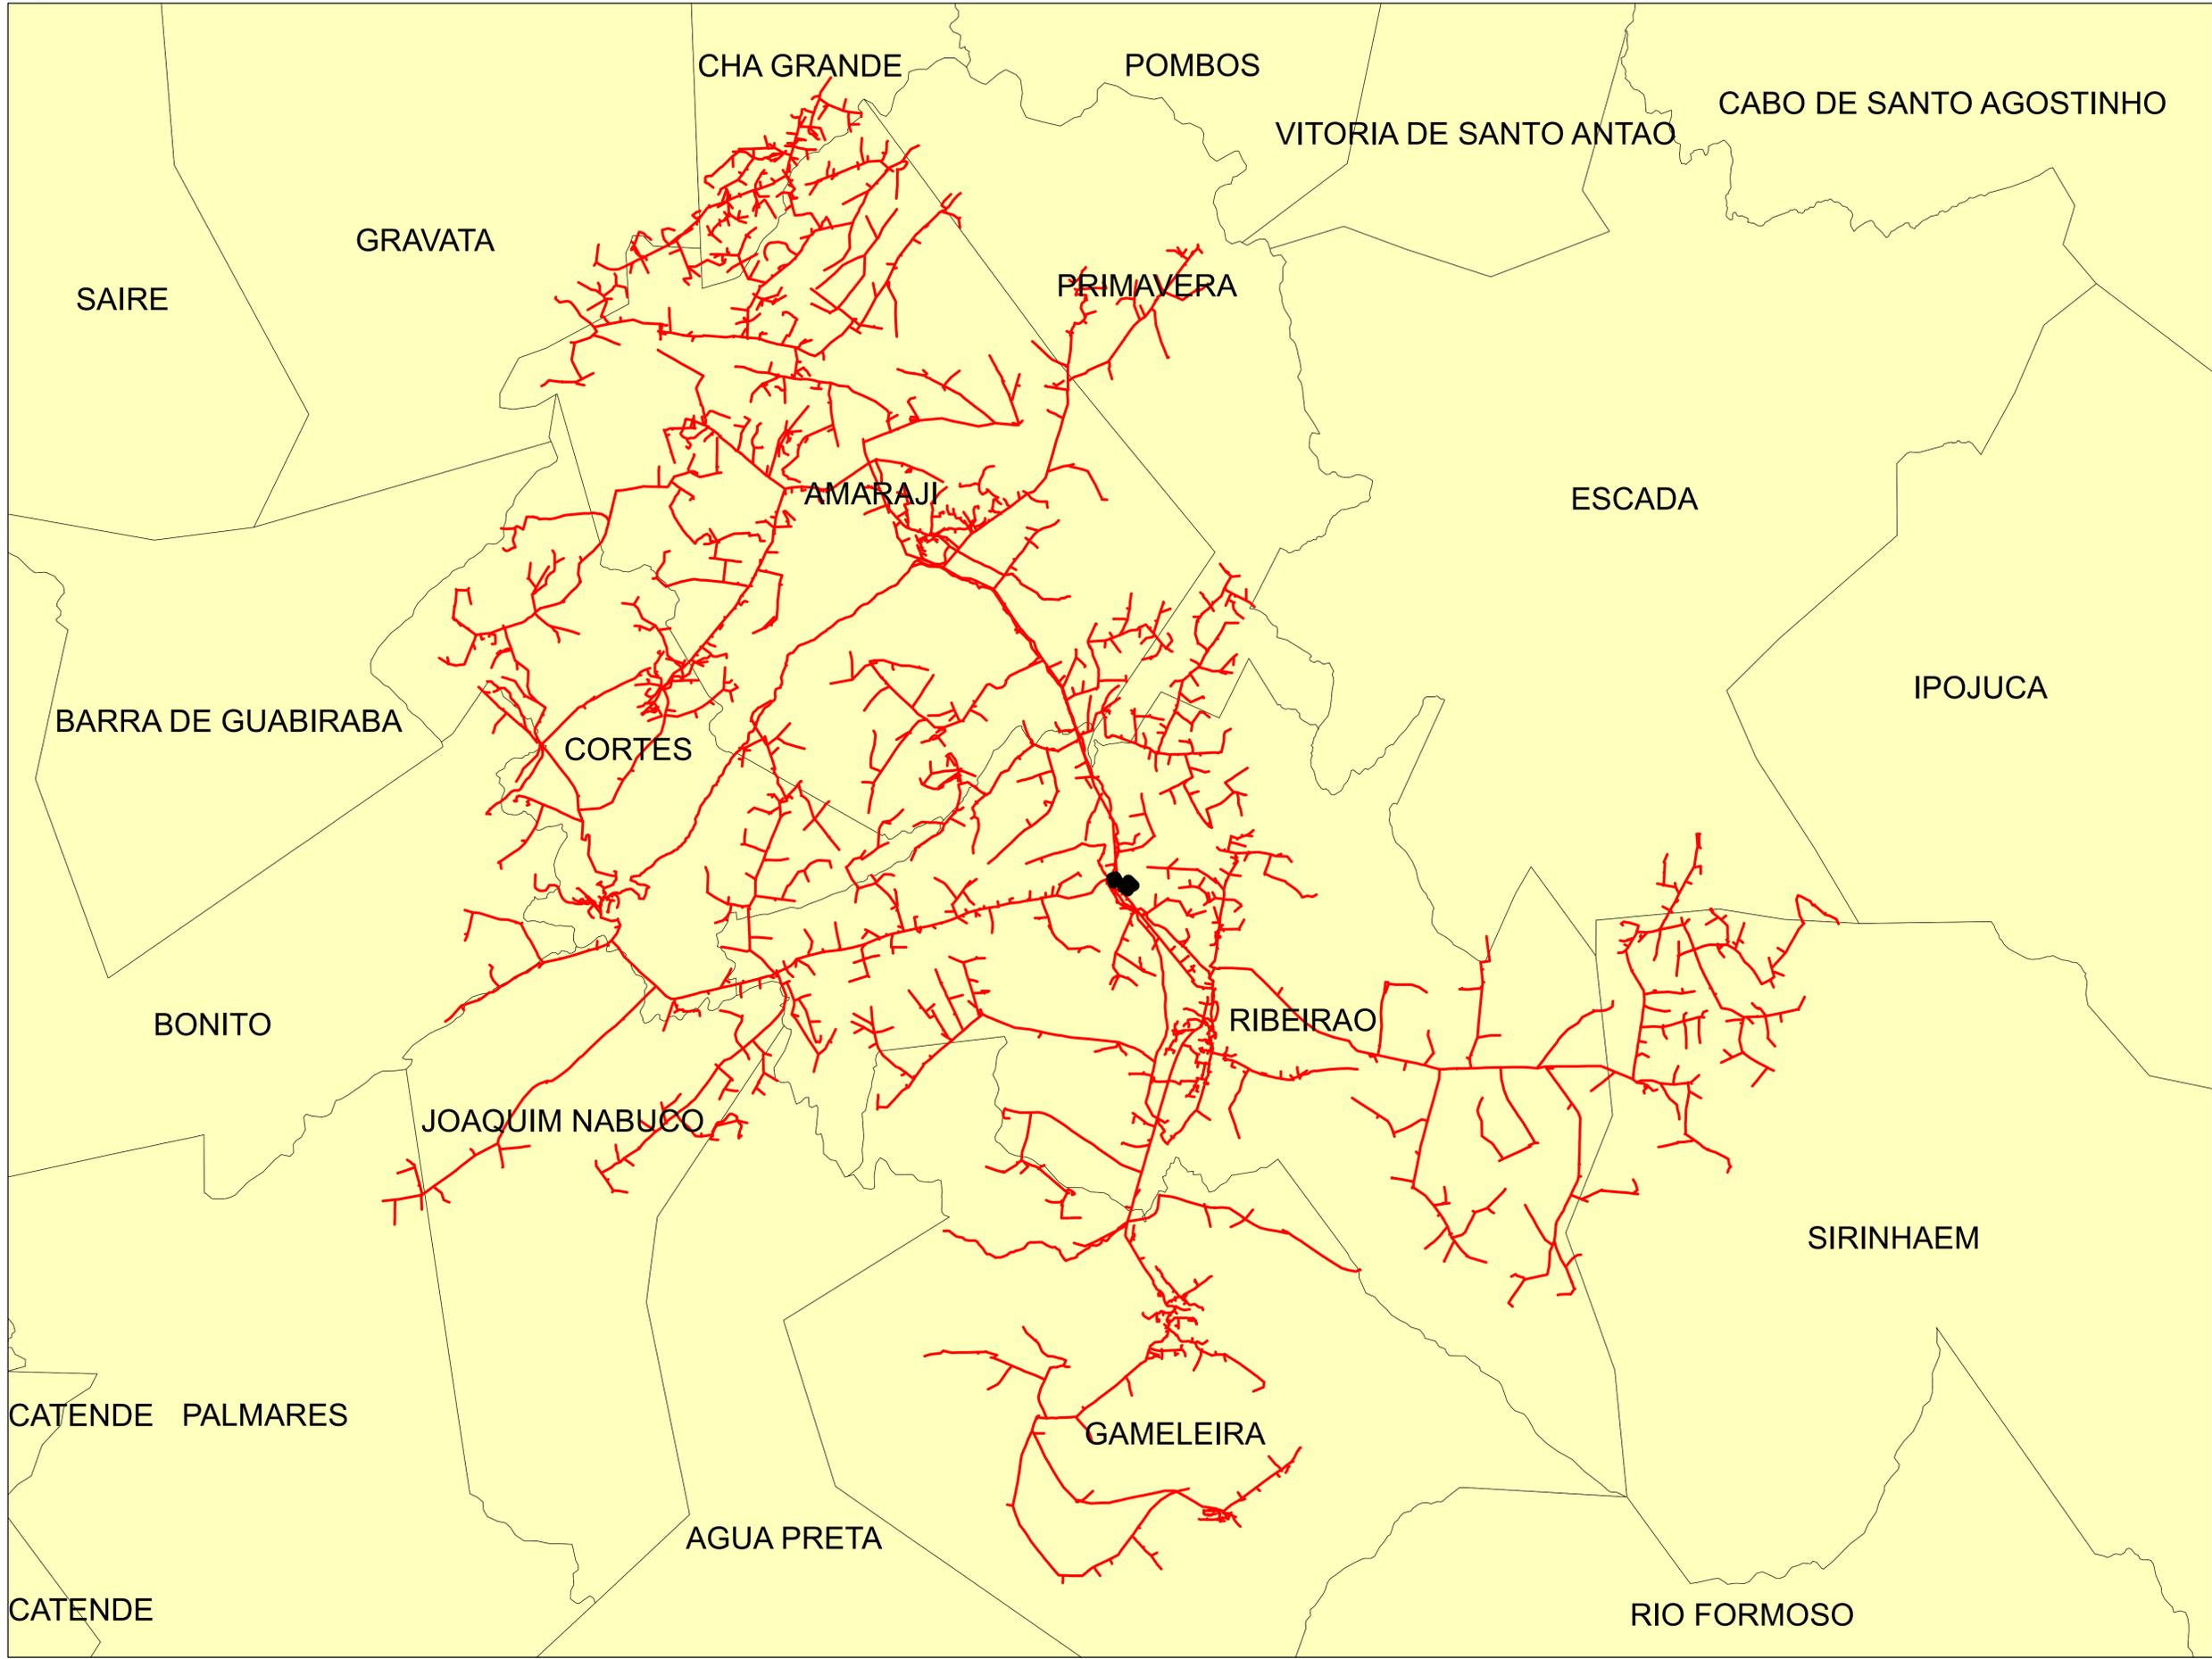 CHA GRANDE
POMBOS
CABO DE SANTO AGOSTINHO
VITORIA DE SANTO ANTAO
GRAVATA
PRIMAVERA
SAIRE
AMARAJI
ESCADA
IPOJUCA
BARRA DE GUABIRABA
CORTES
RIBEIRAO
BONITO
JOAQUIM NABUCO
SIRINHAEM
CATENDE
PALMARES
GAMELEIRA
AGUA PRETA
CATENDE
RIO FORMOSO